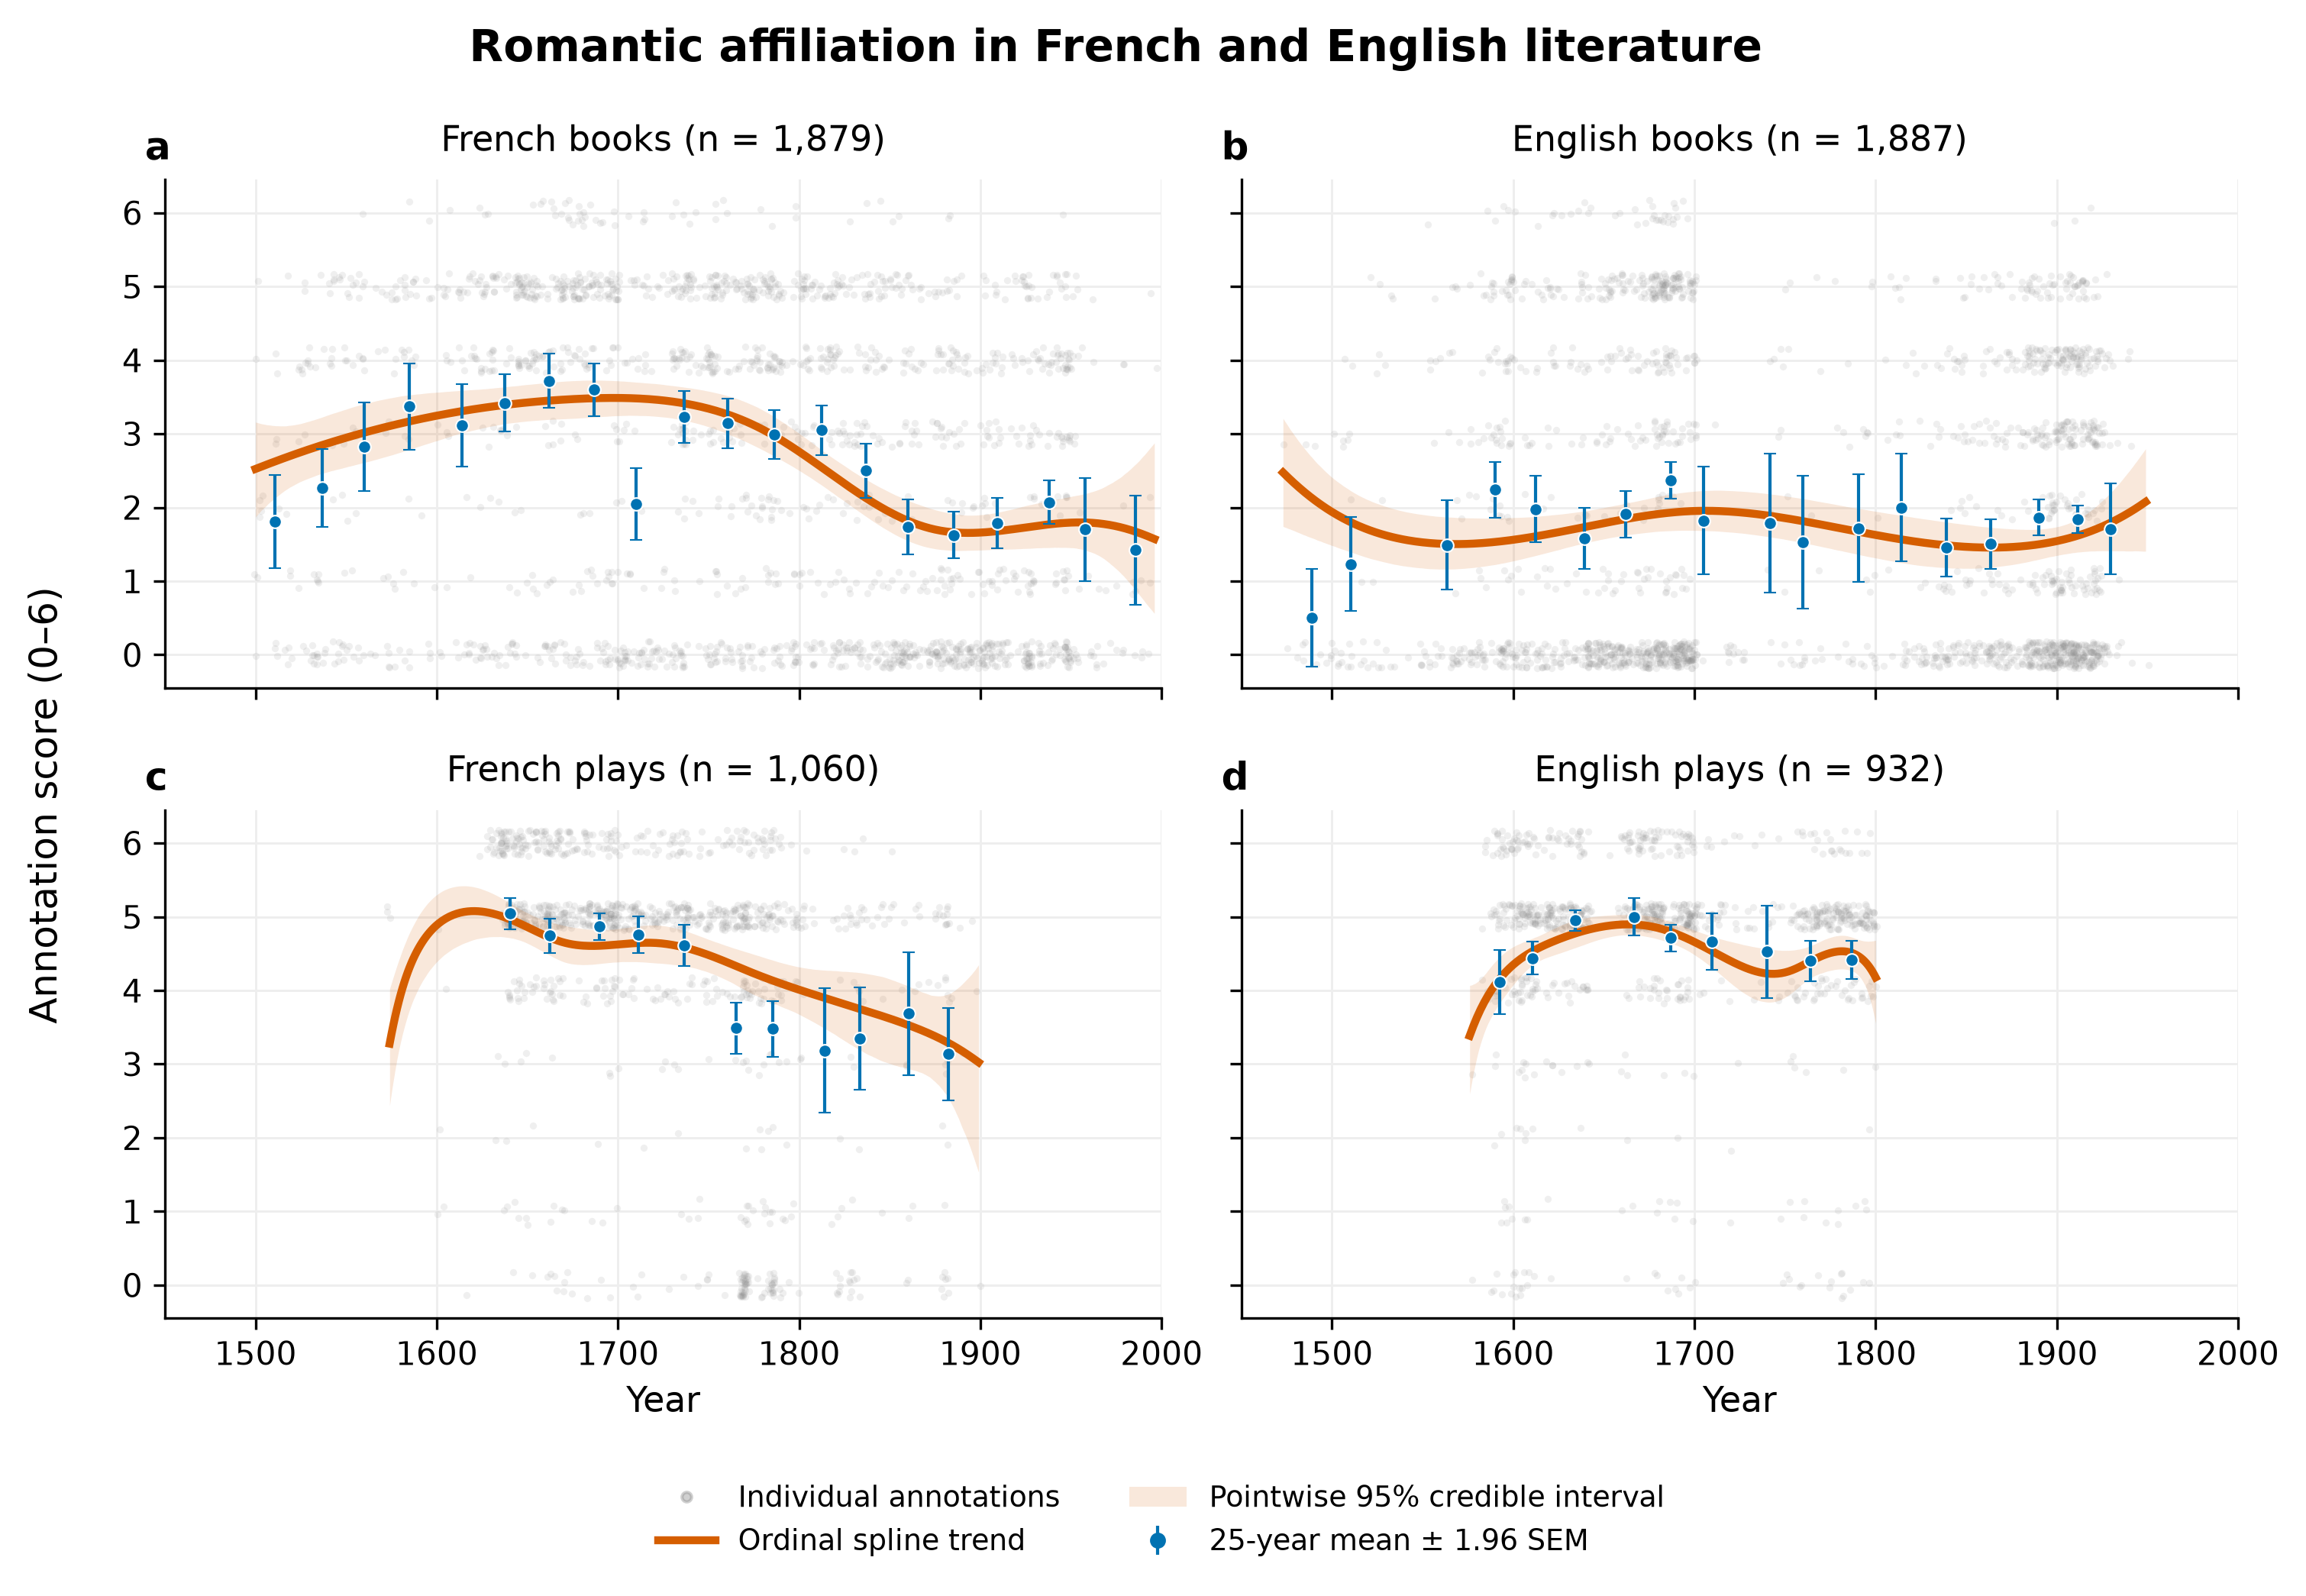 Romantic affiliation in French and English literature
a
French books (n = 1,879)
b
English books (n = 1,887)
6
5
4
3
2
1
0
c
French plays (n = 1,060)
d
English plays (n = 932)
6
5
4
3
2
1
0
Annotation score (0–6)
1500 1600 1700 1800 1900 2000
1500 1600 1700 1800 1900 2000
Year
Year
Individual annotations
Ordinal spline trend
Pointwise 95% credible interval
25-year mean ± 1.96 SEM